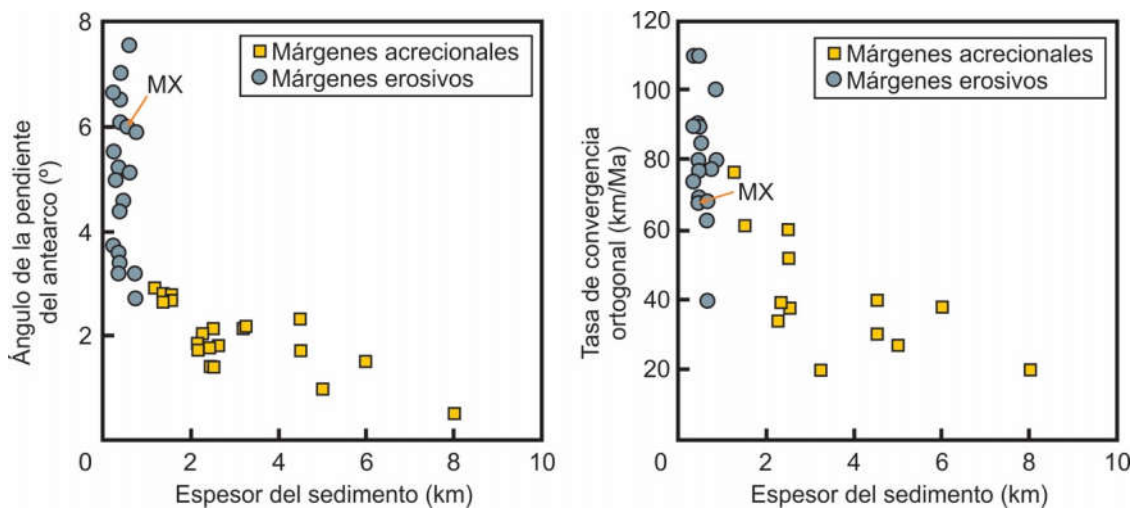 8
6
4
2
0
2
4
6
8
10
Ángulo de la pendiente
del antearco (º)
Espesor del sedimento (km)
Márgenes acrecionales
Márgenes erosivos
MX
120
100
80
60
40
20
0
2
4
6
8
10
Tasa de convergencia
ortogonal (km/Ma)
Espesor del sedimento (km)
Márgenes acrecionales
Márgenes erosivos
MX